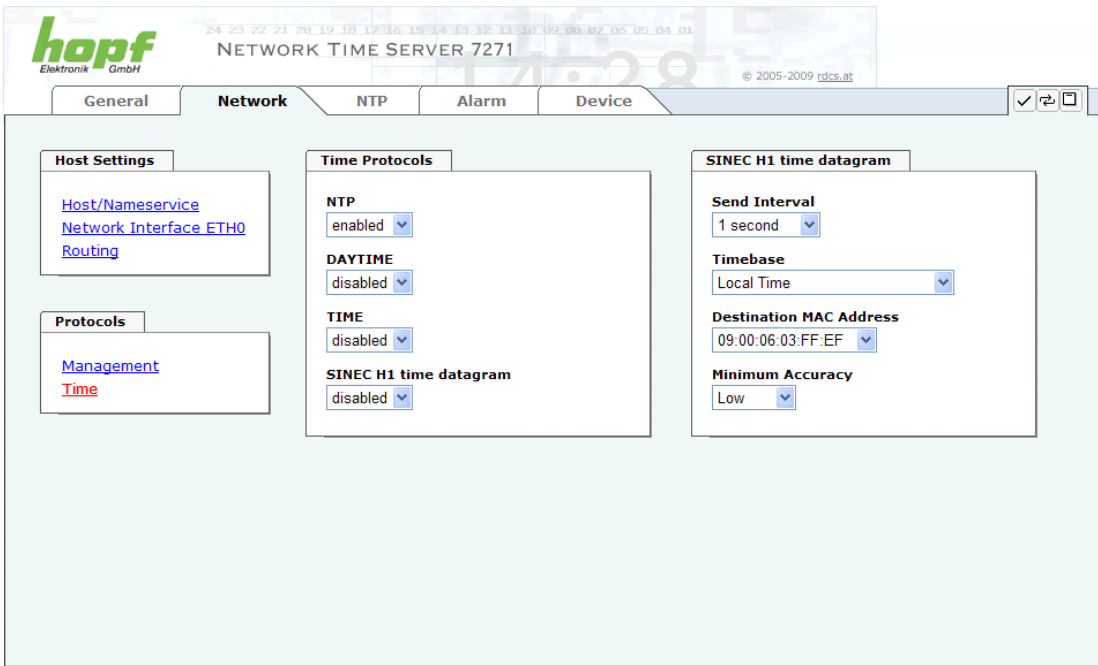 hopf
Elektronik GmbH
24 23 22 21 20 19 18 17 16 15 14 13 12 11 10 09 08 07 06 05 04 01
NETWORK TIME SERVER 7271
14:28
© 2005-2009 rdcs.at
General
Network
NTP
Alarm
Device
Host Settings
Host/Nameservice
Network Interface ETH0
Routing
Protocols
Management
Time
Time Protocols
NTP
enabled
DAYTIME
disabled
TIME
disabled
SINEC H1 time datagram
disabled
SINEC H1 time datagram
Send Interval
1 second
Timebase
Local Time
Destination MAC Address
09:00:06:03:FF:EF
Minimum Accuracy
Low